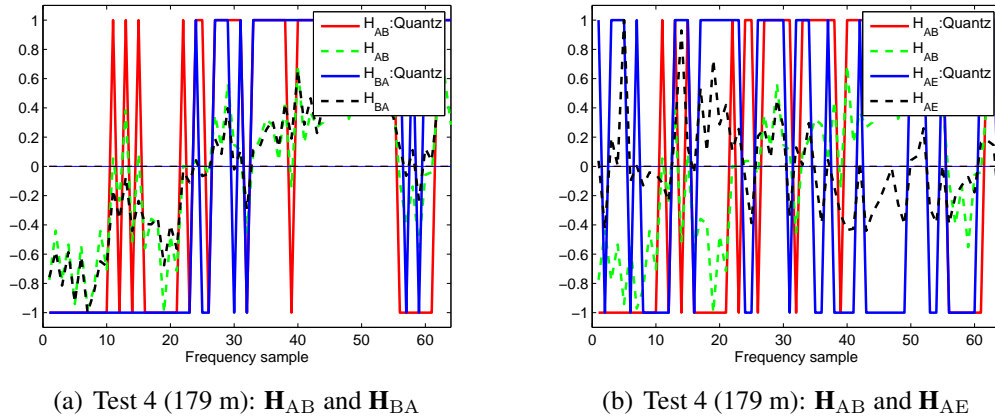 1
0.8
0.6
0.4
0.2
0
−0.2
−0.4
−0.6
−0.8
−1
0 10 20 30 40 50 60
Frequency sample
H_AB:Quantz
H_AB
H_BA:Quantz
H_BA
(a) Test 4 (179 m): H_AB and H_BA
1
0.8
0.6
0.4
0.2
0
−0.2
−0.4
−0.6
−0.8
−1
0 10 20 30 40 50 60
Frequency sample
H_AB:Quantz
H_AB
H_AE:Quantz
H_AE
(b) Test 4 (179 m): H_AB and H_AE